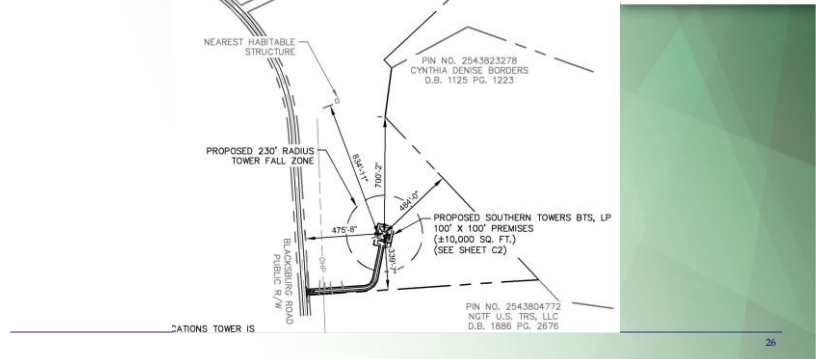 NEAREST HABITABLE
STRUCTURE
PIN NO. 2543823278
CYNTHIA DENISE BORDERS
D.B. 1125 PG. 1223
PROPOSED 230' RADIUS
TOWER FALL ZONE
834'-11"
700'-2"
464'-0"
475'-8"
339'-7"
PROPOSED SOUTHERN TOWERS BTS, LP
100' X 100' PREMISES
(±10,000 SQ. FT.)
(SEE SHEET C2)
BLACKSBURG ROAD
PUBLIC R/W
OHP
PIN NO. 2543804772
NGTF U.S. TRS, LLC
D.B. 1886 PG. 2676
CATIONS TOWER IS
26